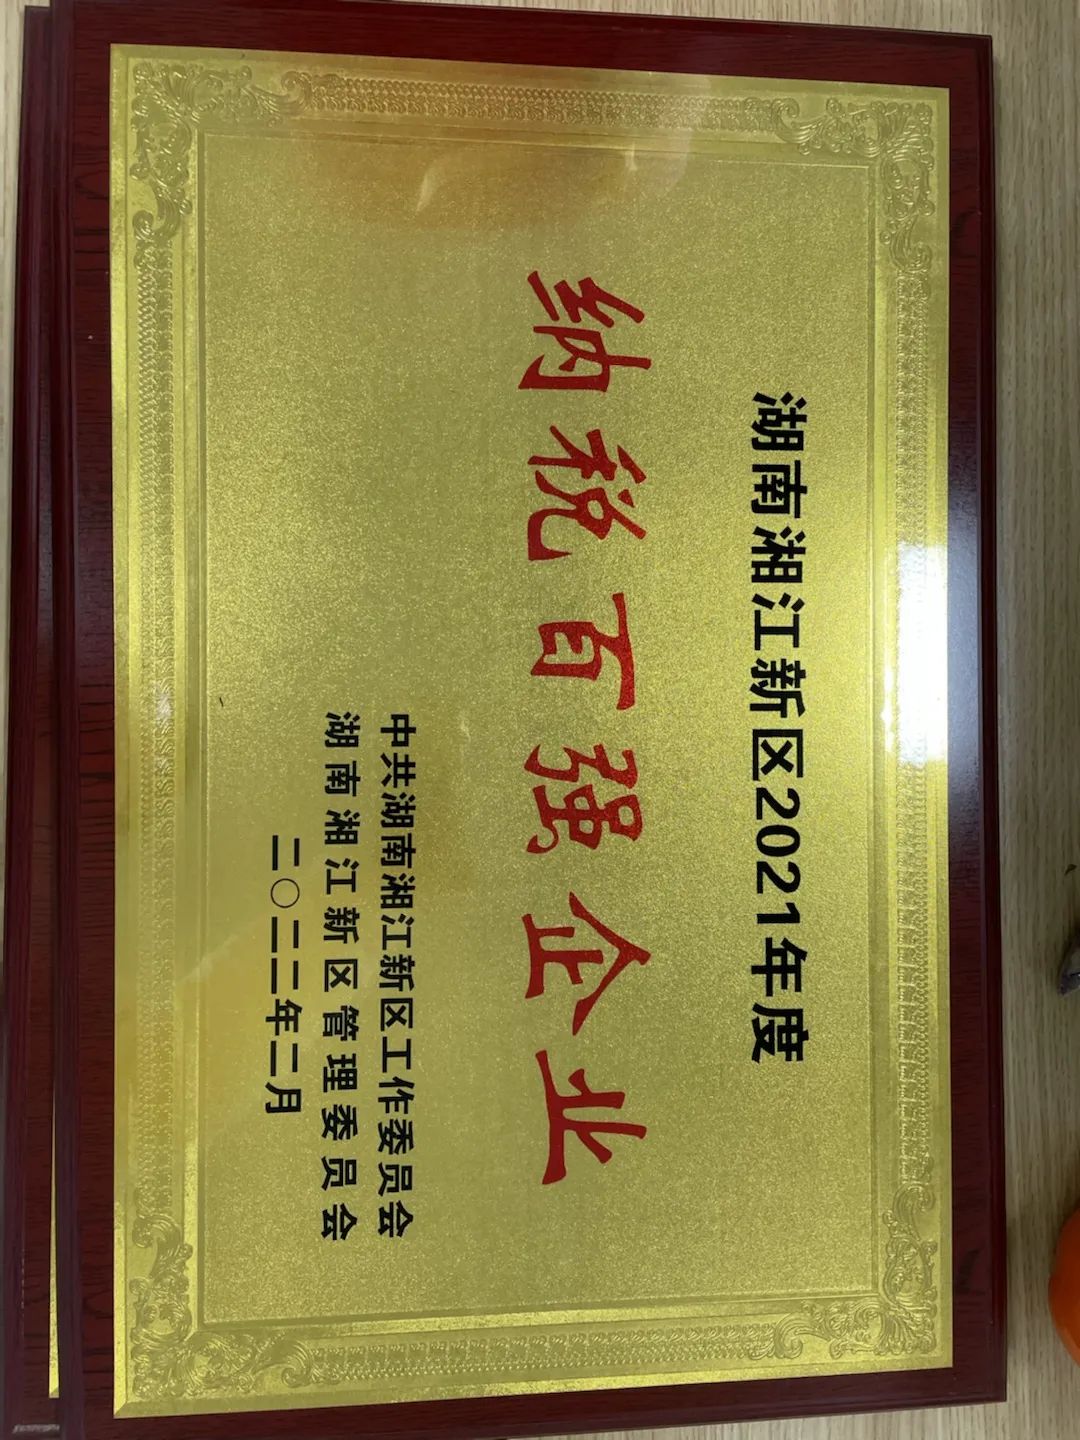 湖南湘江新区2021年度
纳税百强企业
中共湖南湘江新区工作委员会
湖南湘江新区管理委员会
二〇二二年二月